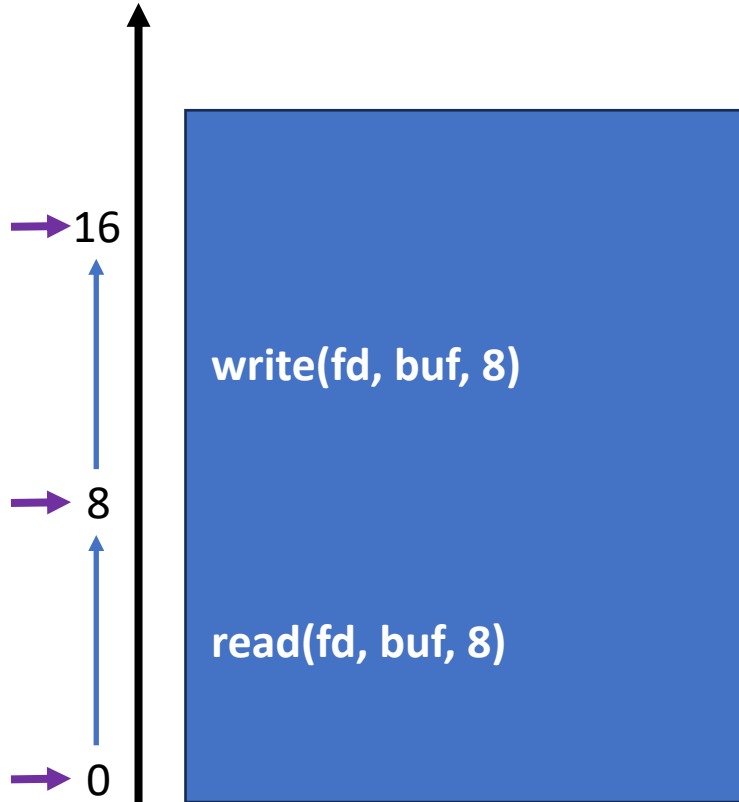 16
write(fd, buf, 8)
8
read(fd, buf, 8)
0